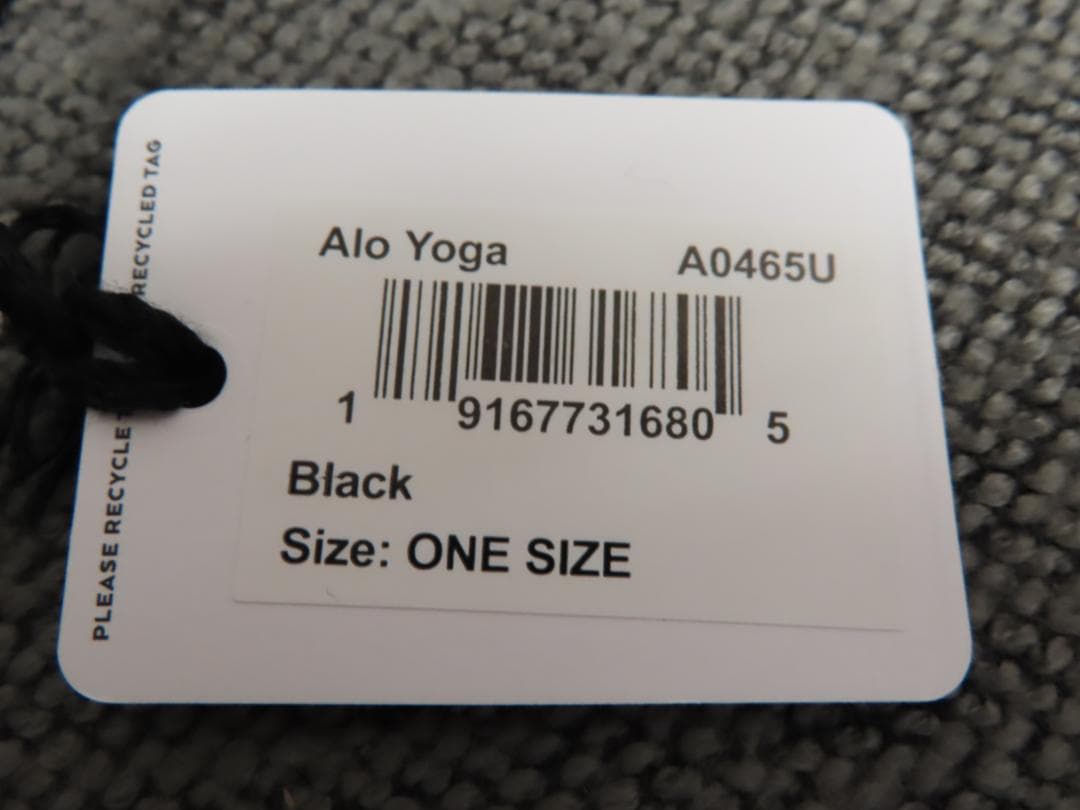 Alo Yoga A0465U
1 9167731680 5
Black
Size: ONE SIZE
PLEASE RECYCLE
RECYCLED TAG